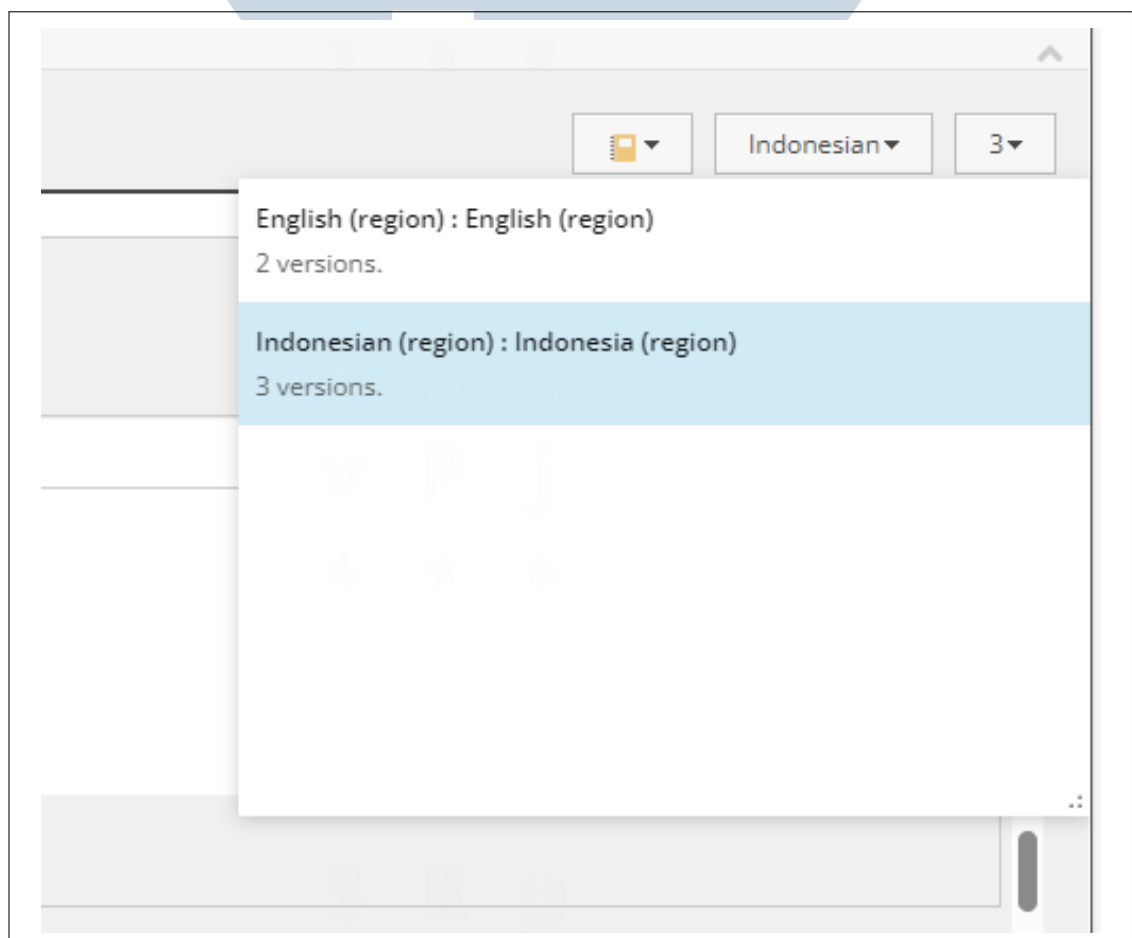 Indonesian
3
English (region) : English (region)
2 versions.
Indonesian (region) : Indonesia (region)
3 versions.